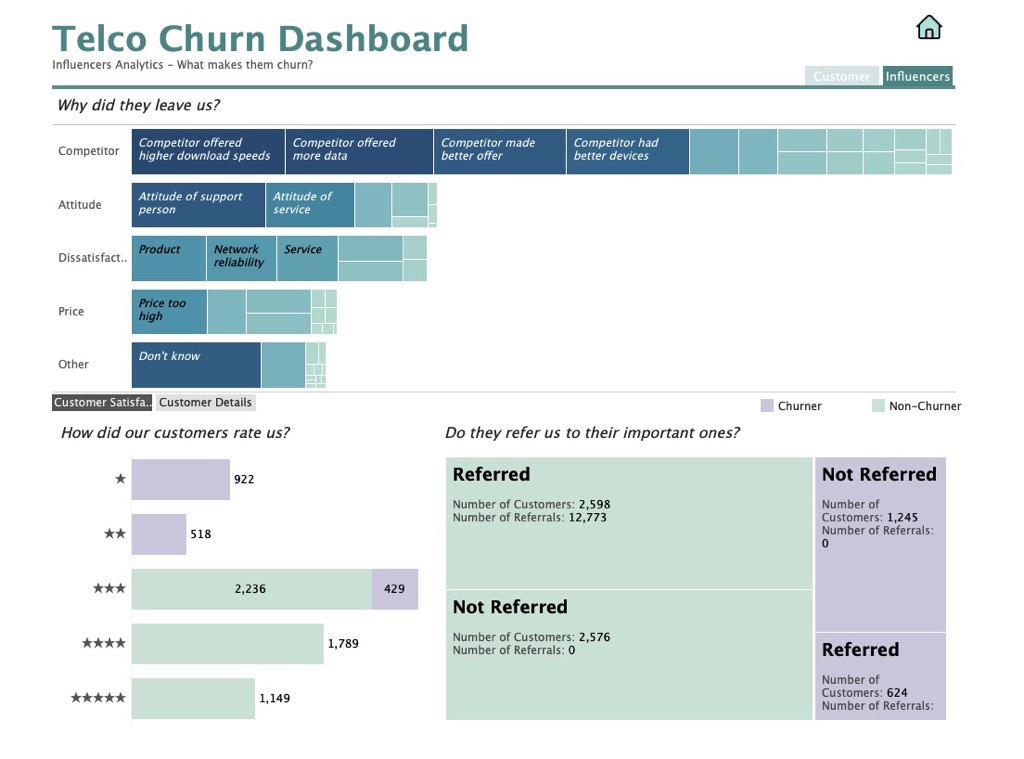 Telco Churn Dashboard
Influencers Analytics – What makes them churn?
Customer
Influencers
Why did they leave us?
Competitor
Competitor offered
higher download speeds
Competitor offered
more data
Competitor made
better offer
Competitor had
better devices
Attitude
Attitude of support
person
Attitude of
service
Dissatisfact..
Product
Network
reliability
Service
Price
Price too
high
Other
Don't know
Customer Satisfa..
Customer Details
Churner
Non-Churner
How did our customers rate us?
★
922
★★
518
★★★
2,236
429
★★★★
1,789
★★★★★
1,149
Do they refer us to their important ones?
Referred
Number of Customers: 2,598
Number of Referrals: 12,773
Not Referred
Number of Customers: 2,576
Number of Referrals: 0
Not Referred
Number of
Customers: 1,245
Number of Referrals:
0
Referred
Number of
Customers: 624
Number of Referrals: